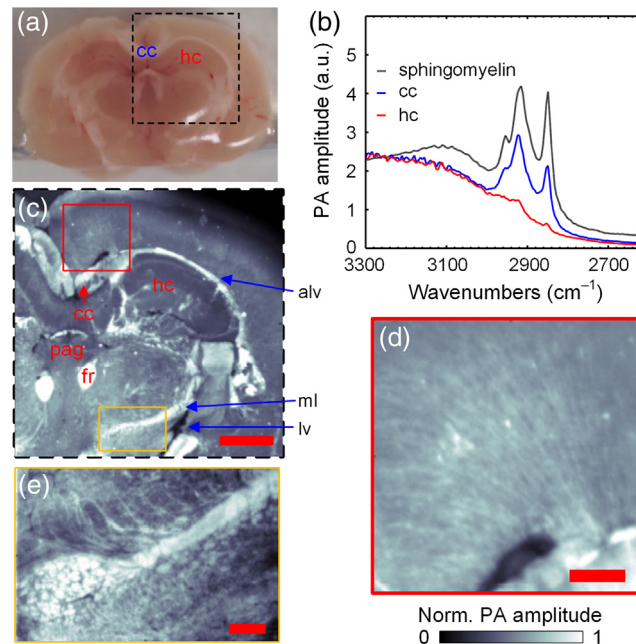 (a)
cc
hc
(b)
PA amplitude (a.u.)
6
5
4
3
2
1
0
sphingomyelin
cc
hc
3300
3100
2900
2700
Wavenumbers (cm⁻¹)
(c)
hc
cc
pag
fr
alv
ml
lv
(d)
(e)
Norm. PA amplitude
0
1